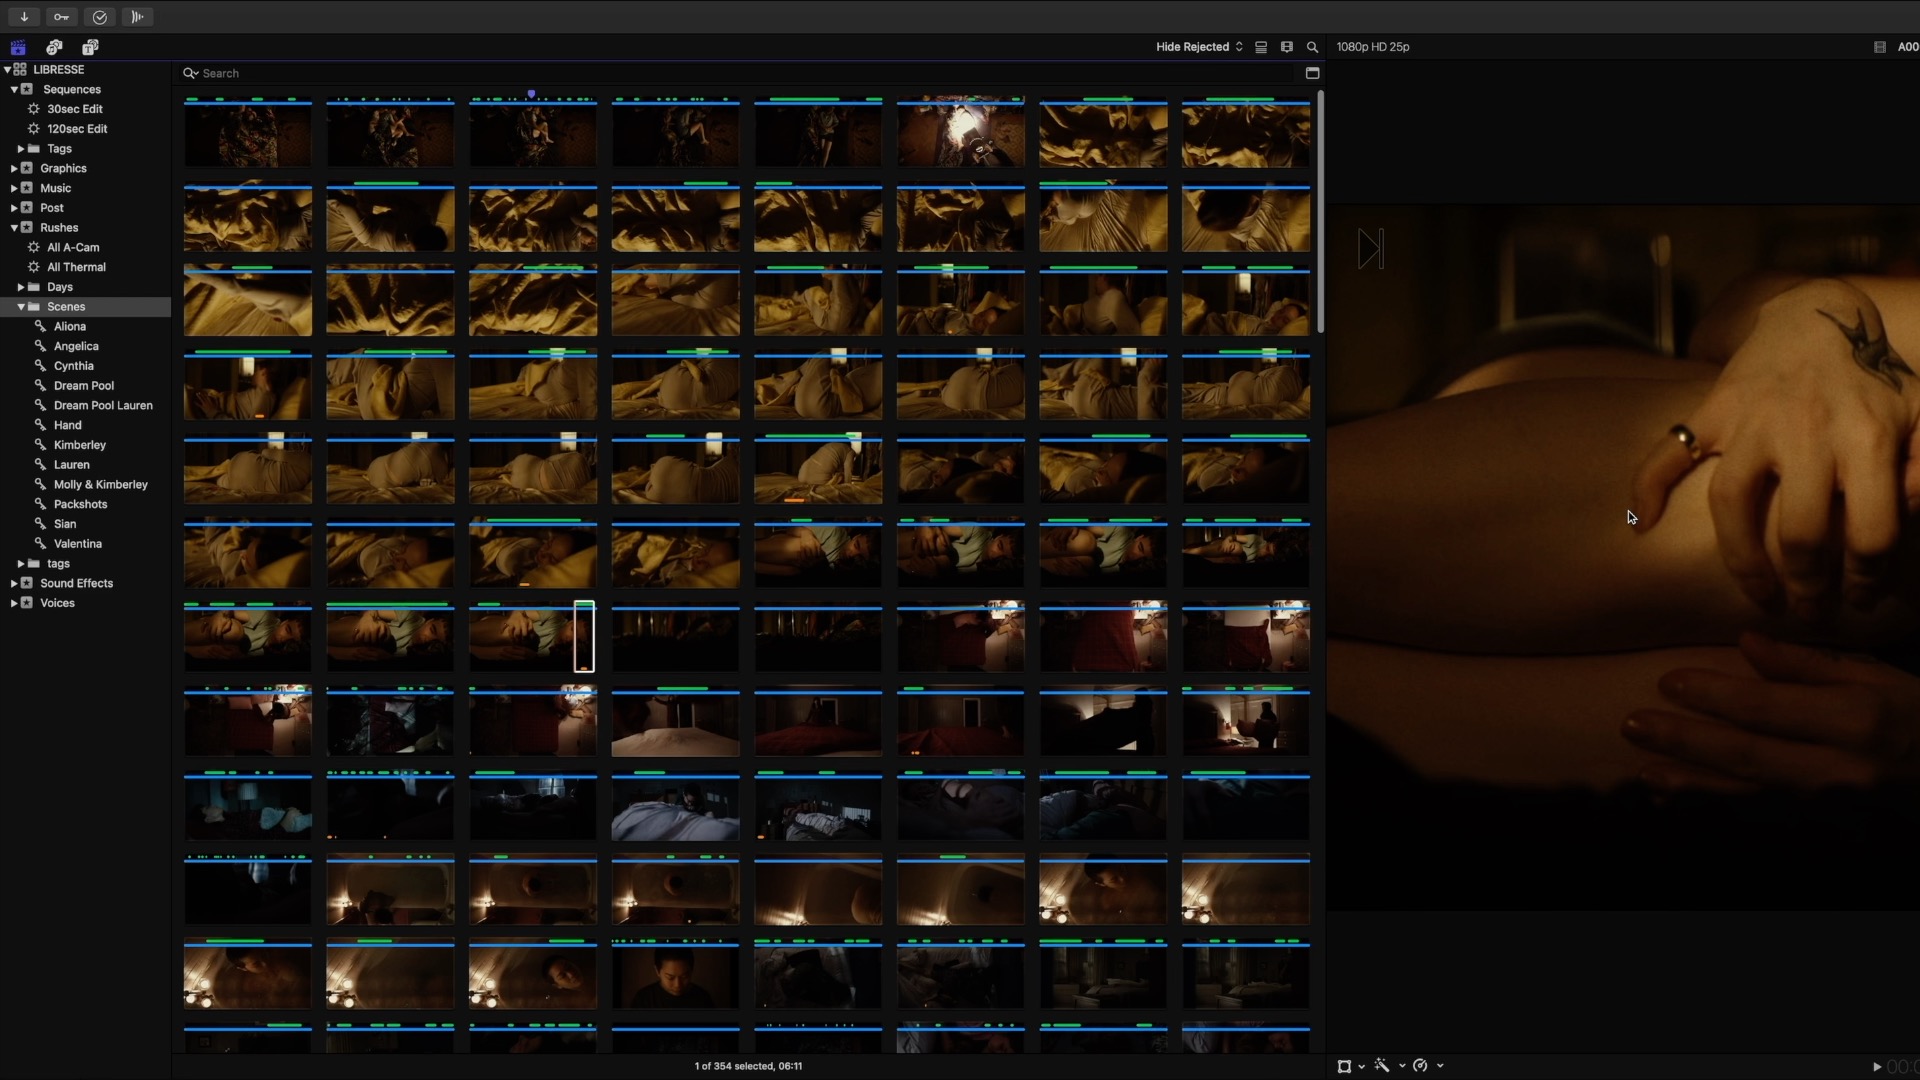 Hide Rejected
1080p HD 25p
A00
LIBRESSE
Search
Sequences
30sec Edit
120sec Edit
Tags
Graphics
Music
Post
Rushes
All A-Cam
All Thermal
Days
Scenes
Aliona
Angelica
Cynthia
Dream Pool
Dream Pool Lauren
Hand
Kimberley
Lauren
Molly & Kimberley
Packshots
Sian
Valentina
tags
Sound Effects
Voices
1 of 354 selected, 06:11
00: